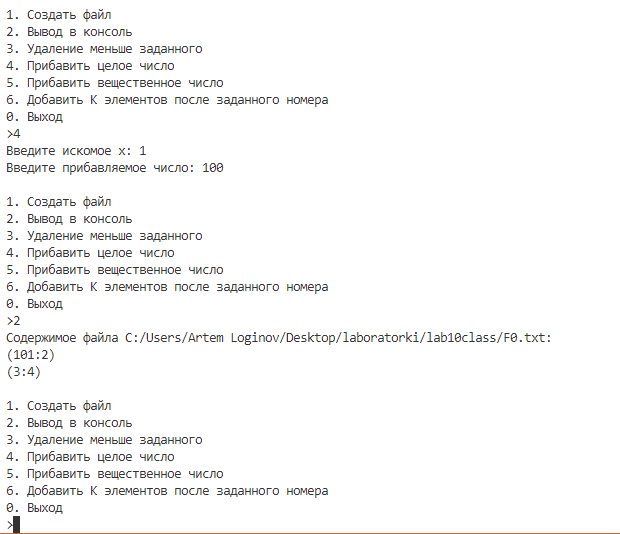 1. Создать файл
2. Вывод в консоль
3. Удаление меньше заданного
4. Прибавить целое число
5. Прибавить вещественное число
6. Добавить К элементов после заданного номера
0. Выход
>4
Введите искомое x: 1
Введите прибавляемое число: 100
1. Создать файл
2. Вывод в консоль
3. Удаление меньше заданного
4. Прибавить целое число
5. Прибавить вещественное число
6. Добавить К элементов после заданного номера
0. Выход
>2
Содержимое файла C:/Users/Artem Loginov/Desktop/laboratorki/lab10class/F0.txt:
(101:2)
(3:4)
1. Создать файл
2. Вывод в консоль
3. Удаление меньше заданного
4. Прибавить целое число
5. Прибавить вещественное число
6. Добавить К элементов после заданного номера
0. Выход
>